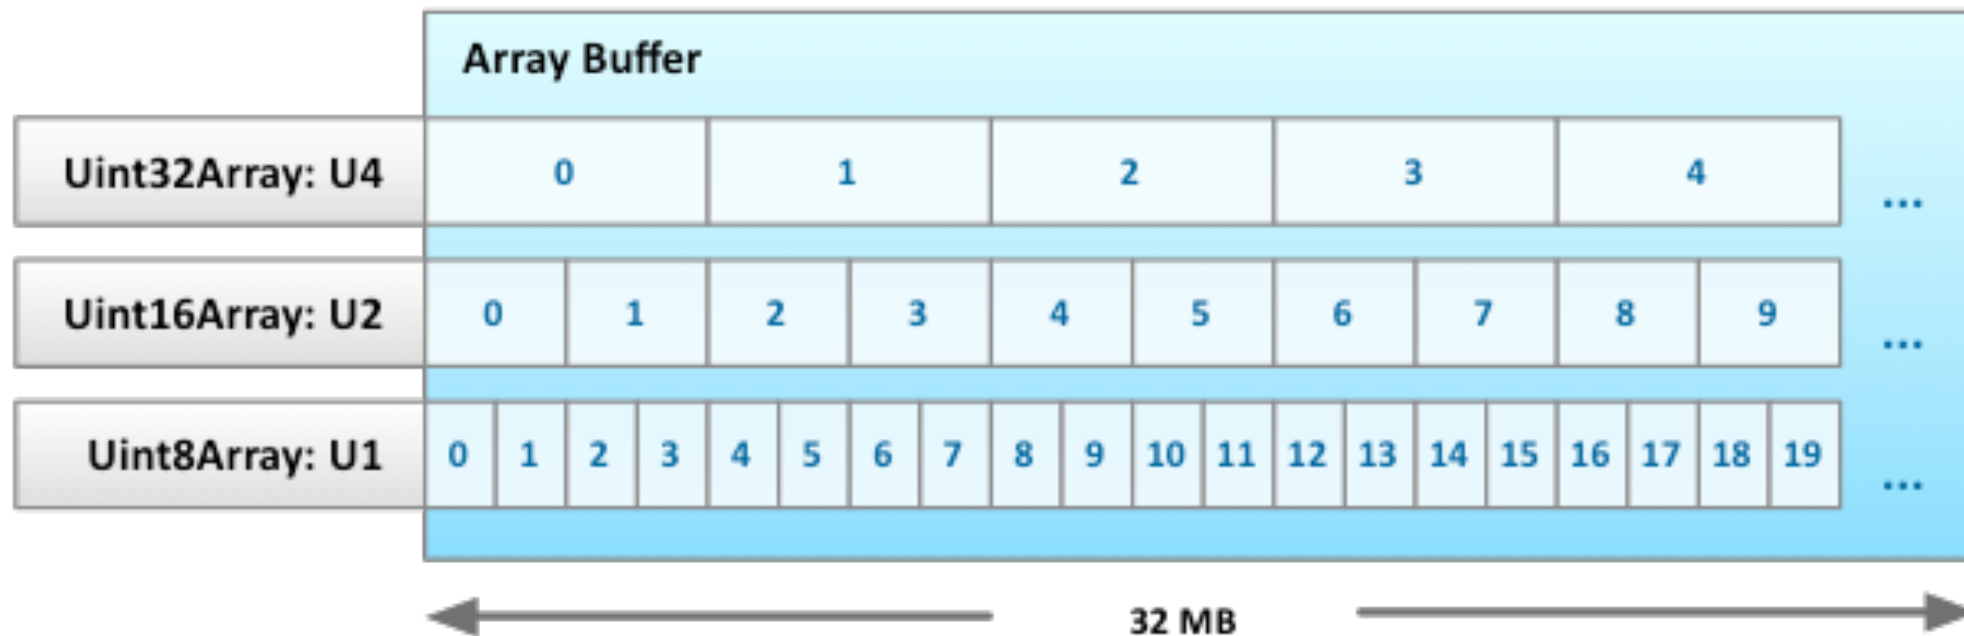 Array Buffer
Uint32Array: U4 0 1 2 3 4 ...
Uint16Array: U2 0 1 2 3 4 5 6 7 8 9 ...
Uint8Array: U1 0 1 2 3 4 5 6 7 8 9 10 11 12 13 14 15 16 17 18 19 ...
32 MB